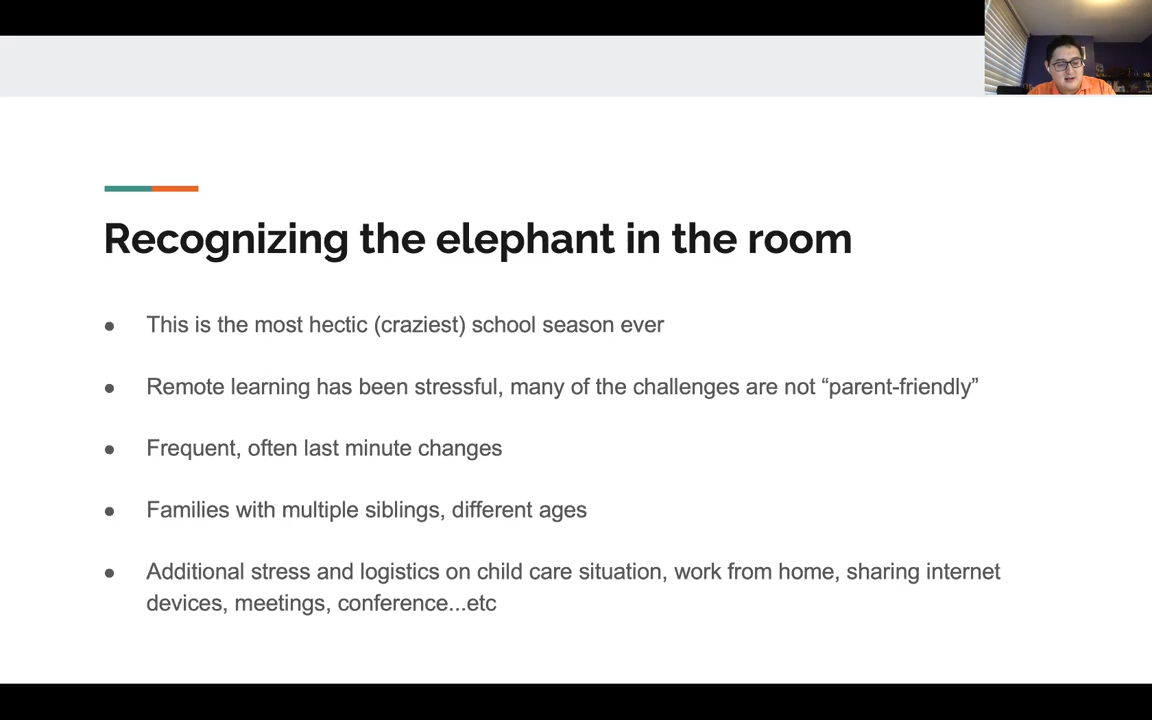 Recognizing the elephant in the room
● This is the most hectic (craziest) school season ever
● Remote learning has been stressful, many of the challenges are not “parent-friendly”
● Frequent, often last minute changes
● Families with multiple siblings, different ages
● Additional stress and logistics on child care situation, work from home, sharing internet
devices, meetings, conference...etc